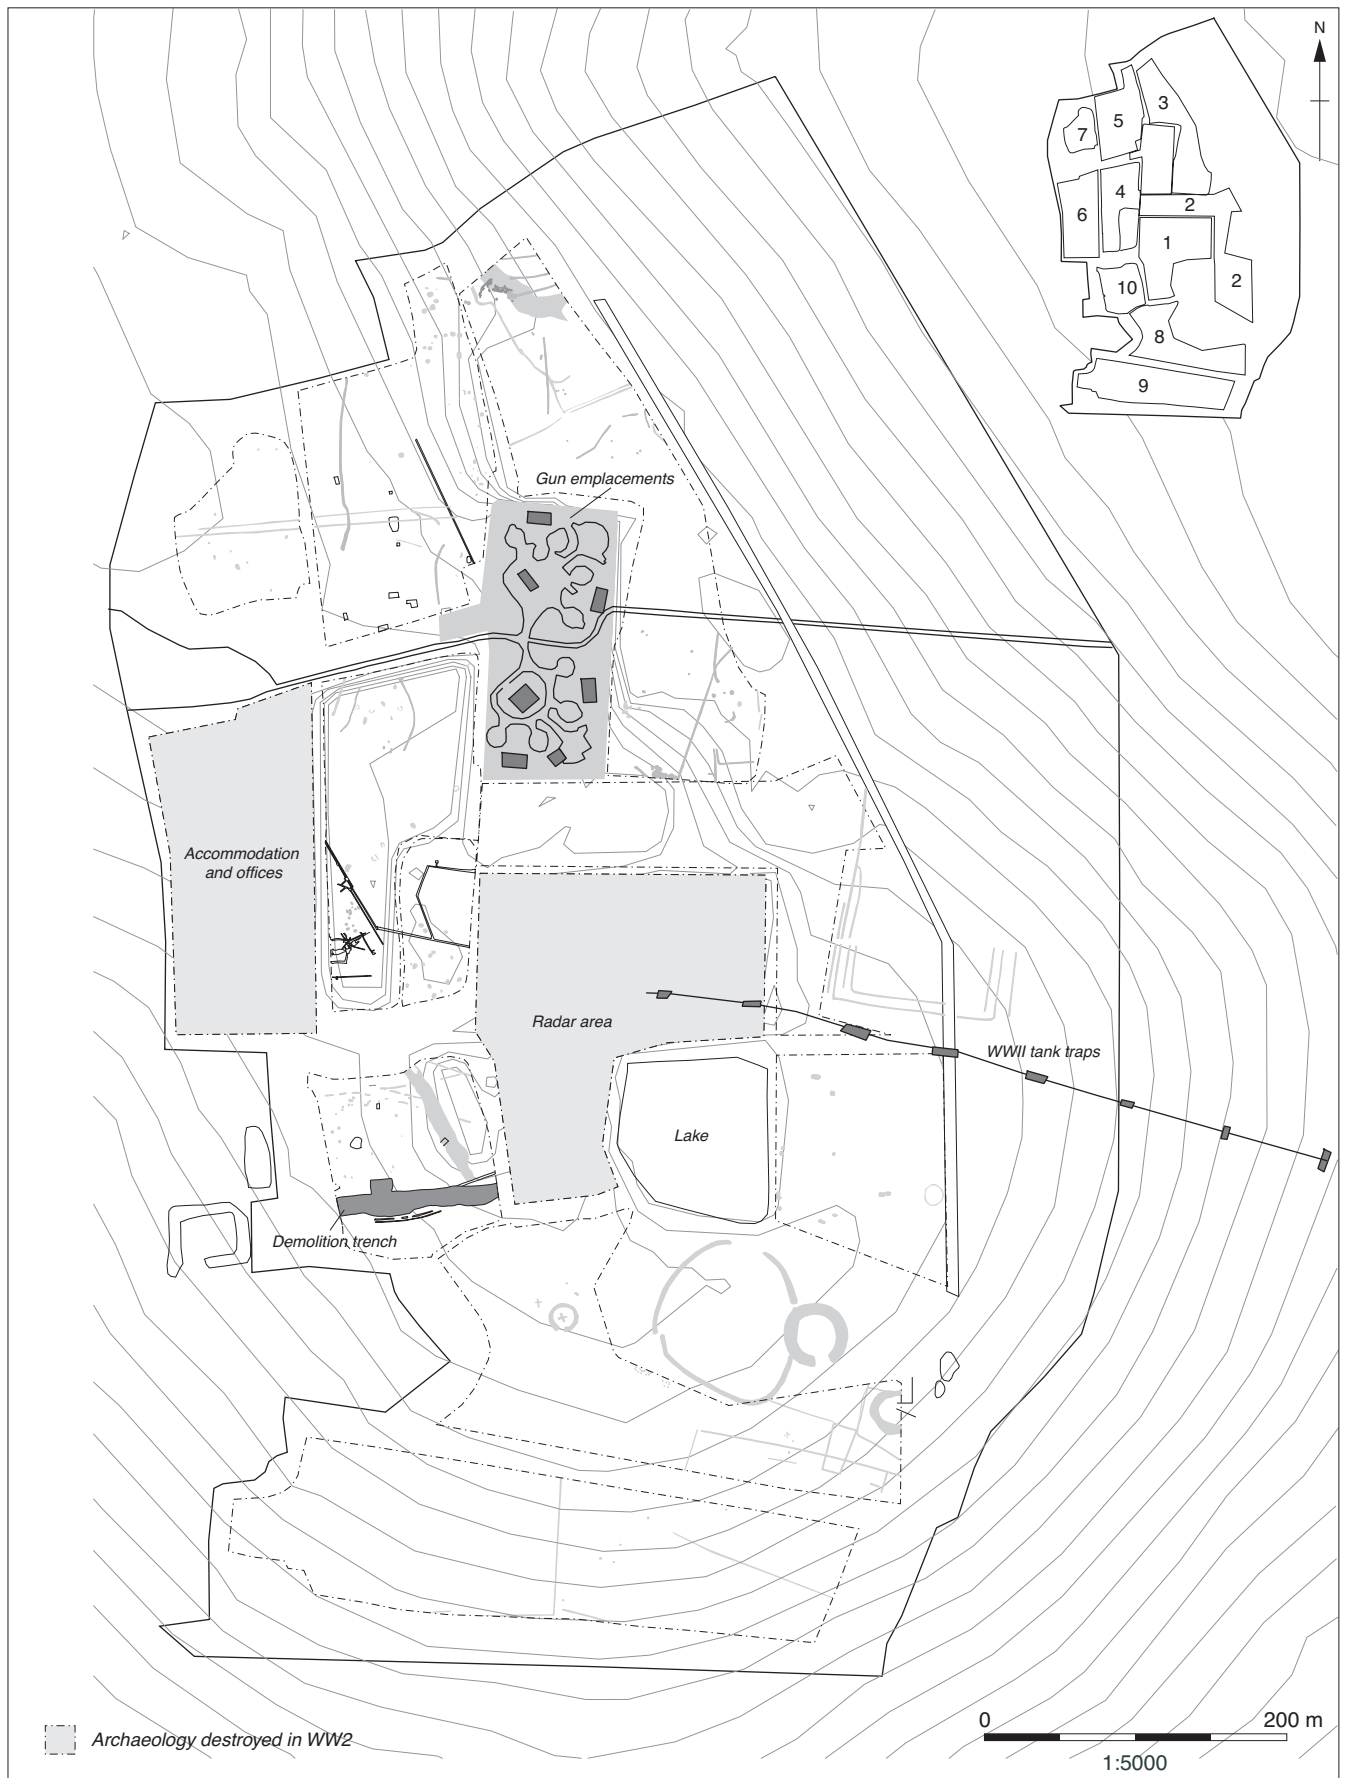 N
3
5
7
4
2
6
1
2
10
8
9
Gun emplacements
Accommodation
and offices
Radar area
WWII tank traps
Lake
Demolition trench
0 200 m
Archaeology destroyed in WW2
1:5000